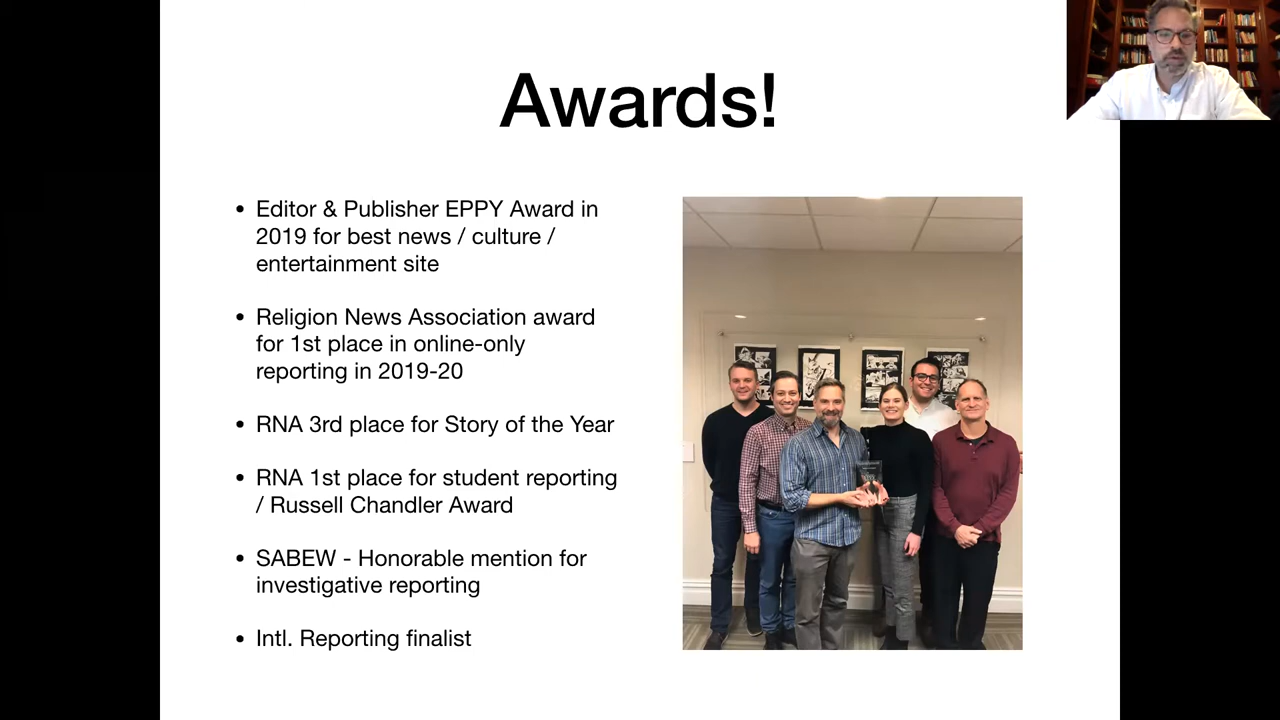 Awards!
• Editor & Publisher EPPY Award in
2019 for best news / culture /
entertainment site
• Religion News Association award
for 1st place in online-only
reporting in 2019-20
• RNA 3rd place for Story of the Year
• RNA 1st place for student reporting
/ Russell Chandler Award
• SABEW - Honorable mention for
investigative reporting
• Intl. Reporting finalist